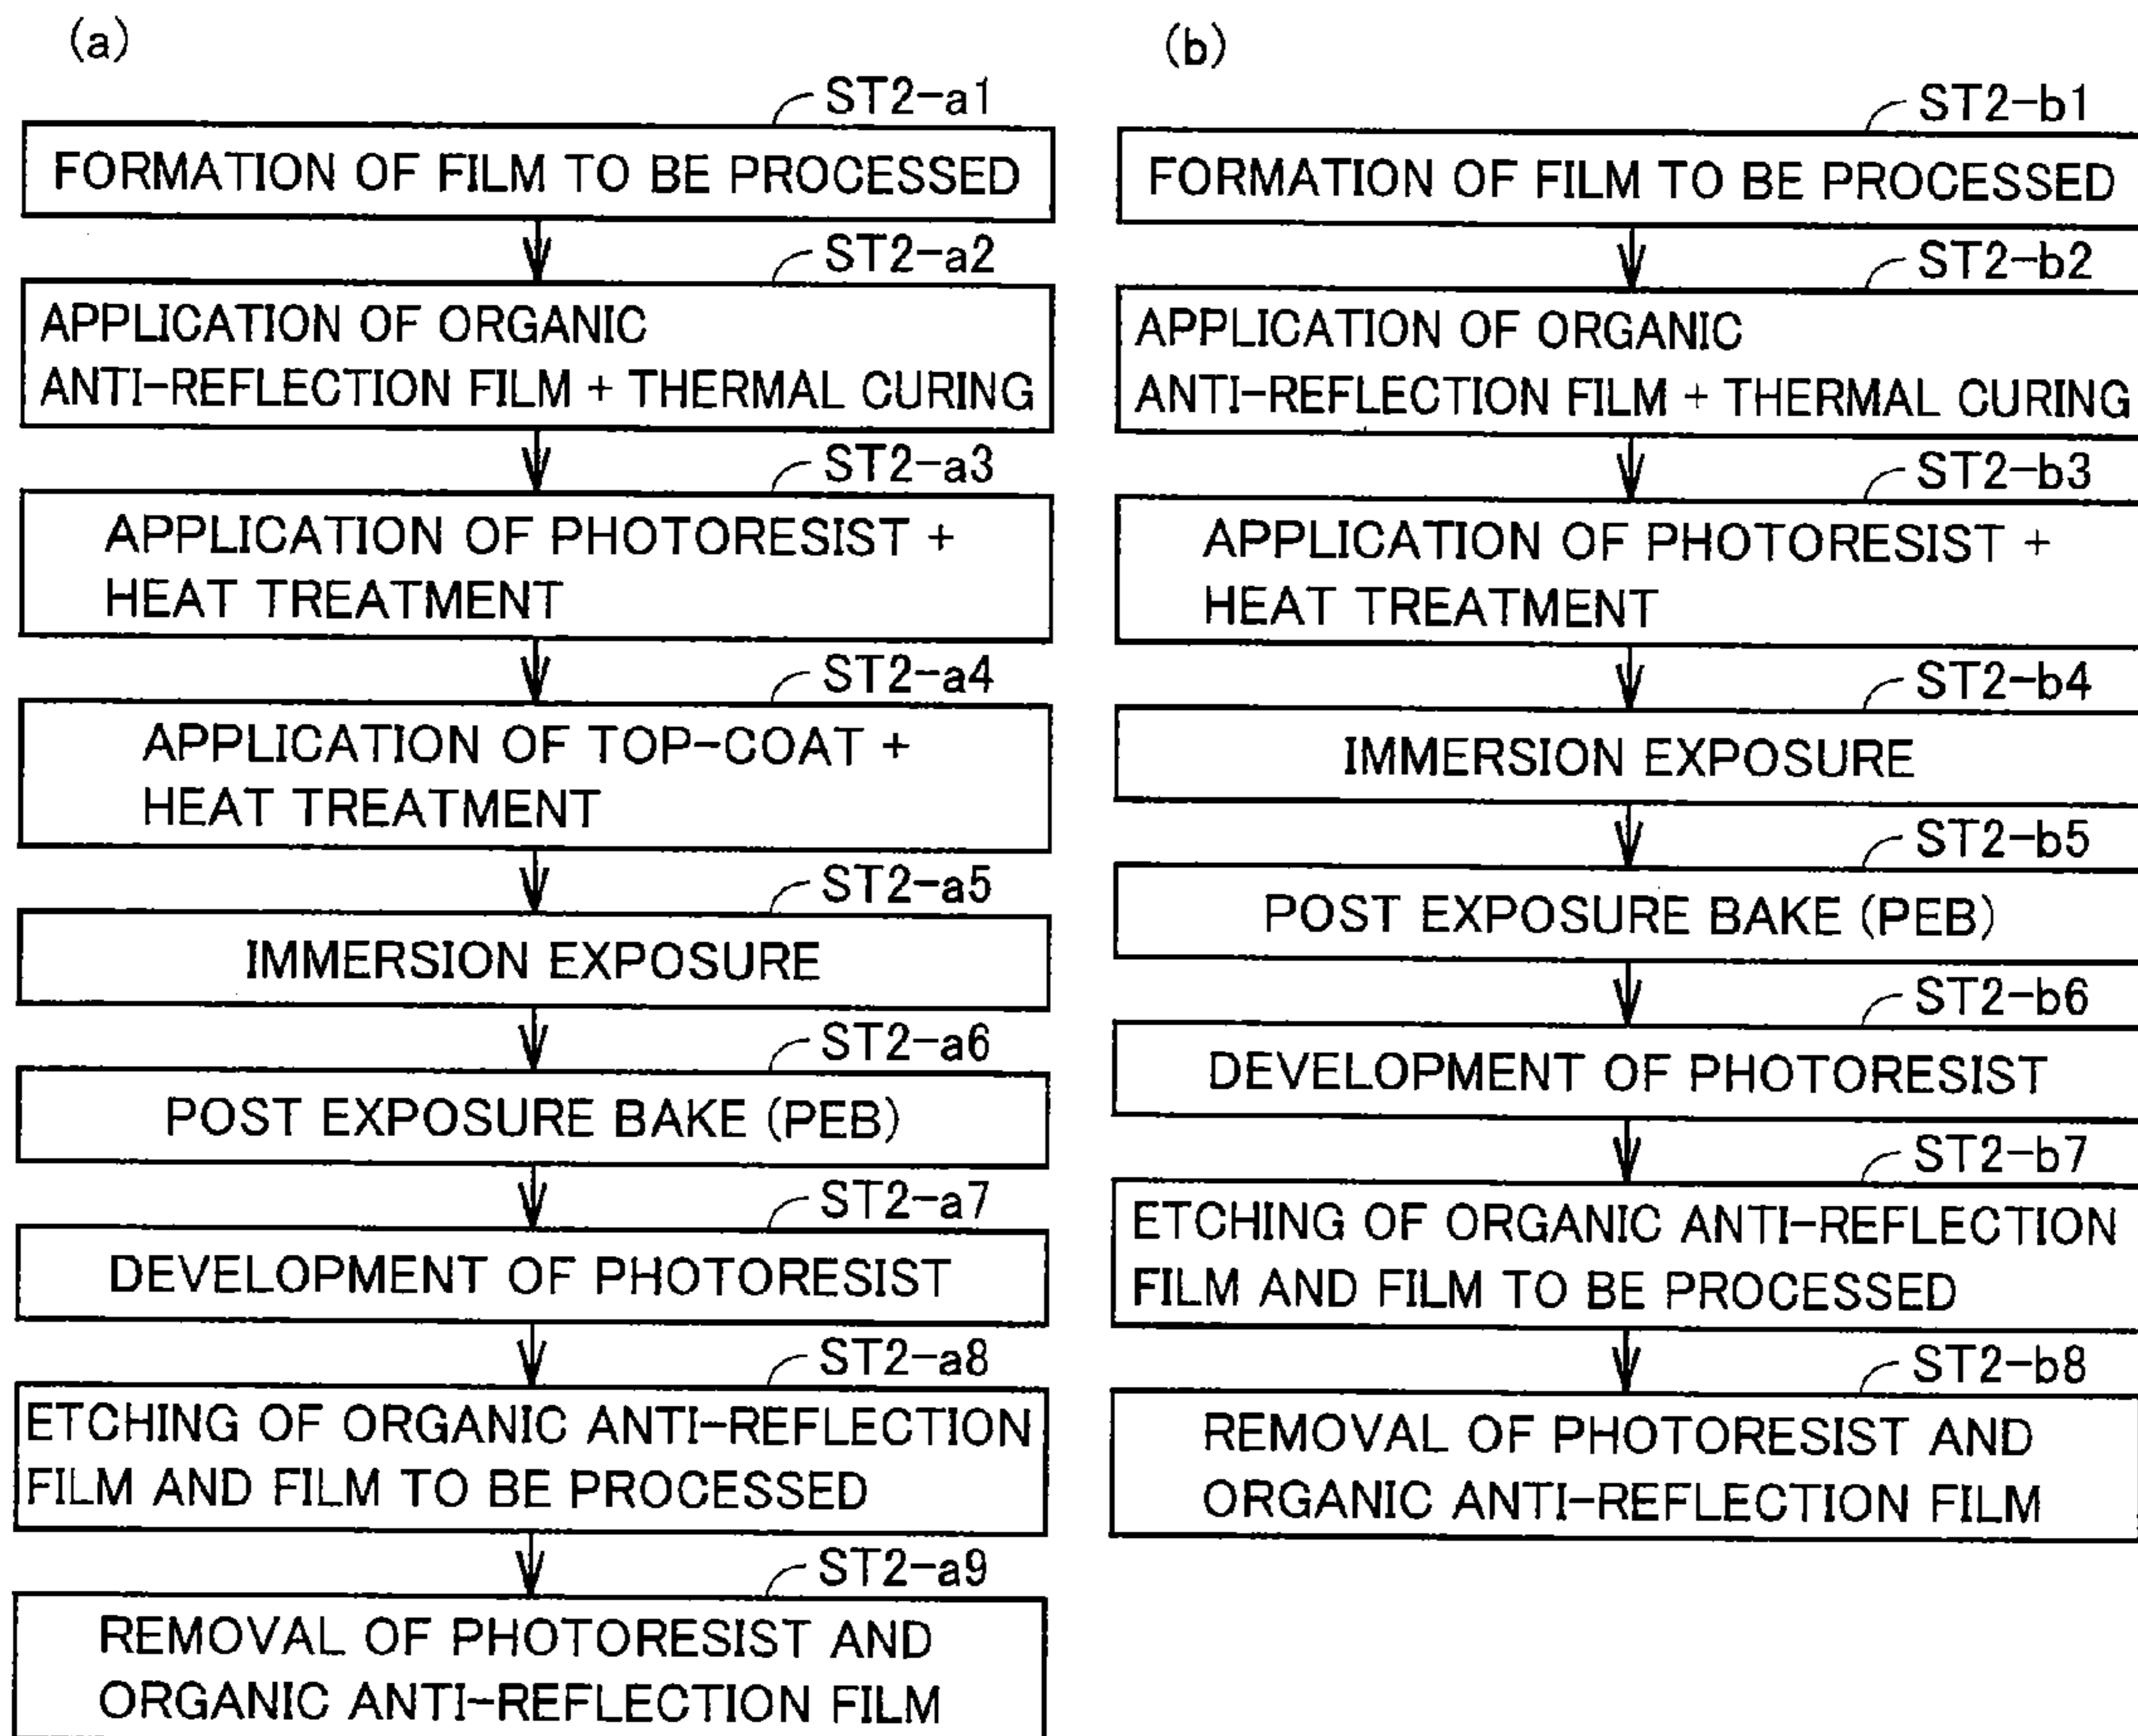 (a)
ST2-a1
FORMATION OF FILM TO BE PROCESSED
ST2-a2
APPLICATION OF ORGANIC
ANTI-REFLECTION FILM + THERMAL CURING
ST2-a3
APPLICATION OF PHOTORESIST +
HEAT TREATMENT
ST2-a4
APPLICATION OF TOP-COAT +
HEAT TREATMENT
ST2-a5
IMMERSION EXPOSURE
ST2-a6
POST EXPOSURE BAKE (PEB)
ST2-a7
DEVELOPMENT OF PHOTORESIST
ST2-a8
ETCHING OF ORGANIC ANTI-REFLECTION
FILM AND FILM TO BE PROCESSED
ST2-a9
REMOVAL OF PHOTORESIST AND
ORGANIC ANTI-REFLECTION FILM
(b)
ST2-b1
FORMATION OF FILM TO BE PROCESSED
ST2-b2
APPLICATION OF ORGANIC
ANTI-REFLECTION FILM + THERMAL CURING
ST2-b3
APPLICATION OF PHOTORESIST +
HEAT TREATMENT
ST2-b4
IMMERSION EXPOSURE
ST2-b5
POST EXPOSURE BAKE (PEB)
ST2-b6
DEVELOPMENT OF PHOTORESIST
ST2-b7
ETCHING OF ORGANIC ANTI-REFLECTION
FILM AND FILM TO BE PROCESSED
ST2-b8
REMOVAL OF PHOTORESIST AND
ORGANIC ANTI-REFLECTION FILM